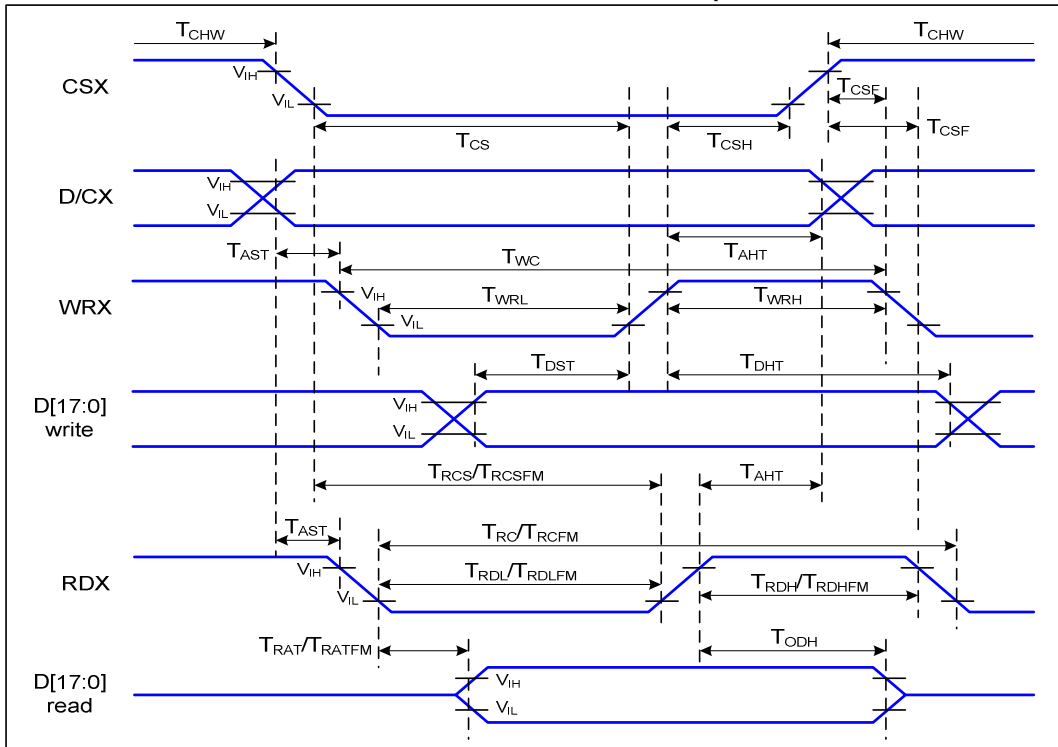 TCHW TCHW
VIH TCSF
CSX
VIL
TCS TCSH TCSF
VIH
D/CX
VIL
TAST TWC TAHT
VIH TWRL TWRH
WRX
VIL
TDST TDHT
D[17:0] VIH
write VIL
TRCS/TRCSFM TAHT
TAST TRC/TRCFM
VIH TRDL/TRDLFM TRDH/TRDHFM
RDX
VIL
TRAT/TRATFM TODH
D[17:0] VIH
read VIL